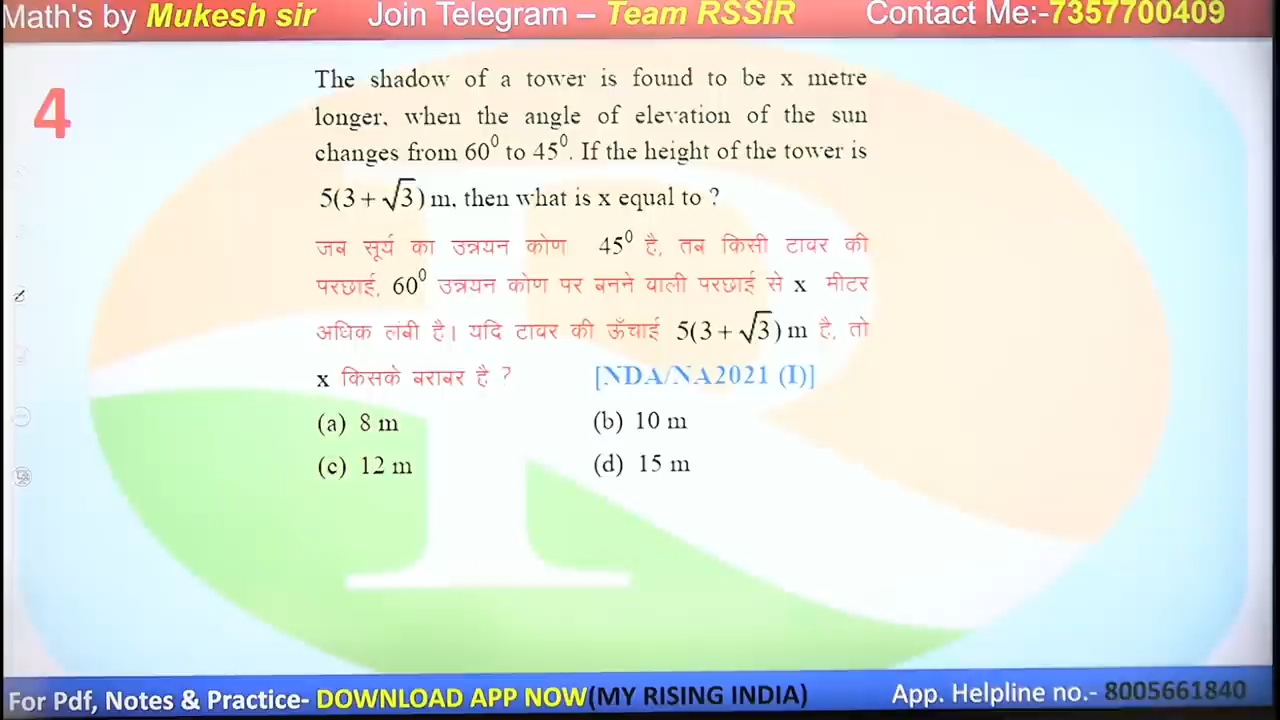 Math's by Mukesh sir Join Telegram – Team RSSIR Contact Me:-7357700409
4
The shadow of a tower is found to be x metre
longer, when the angle of elevation of the sun
changes from 60⁰ to 45⁰. If the height of the tower is
5(3+√3) m, then what is x equal to ?
जब सूर्य का उन्नयन कोण 45⁰ है, तब किसी टावर की
परछाई, 60⁰ उन्नयन कोण पर बनने वाली परछाई से x मीटर
अधिक लंबी है। यदि टावर की ऊँचाई 5(3+√3) m है, तो
x किसके बराबर है ? [NDA/NA2021 (I)]
(a) 8 m (b) 10 m
(c) 12 m (d) 15 m
For Pdf, Notes & Practice- DOWNLOAD APP NOW(MY RISING INDIA) App. Helpline no.- 8005661840